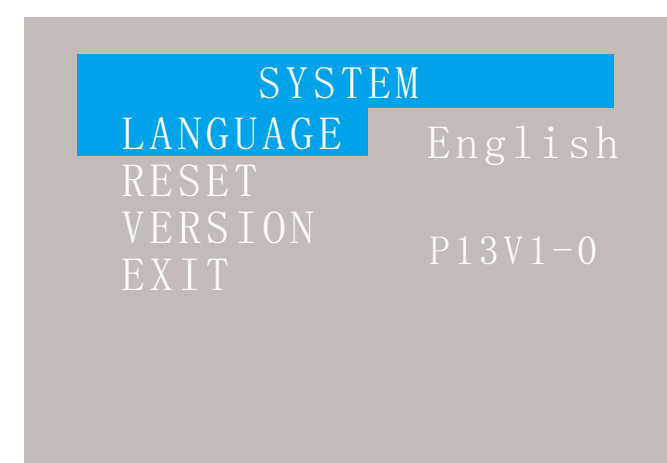 SYSTEM
LANGUAGE English
RESET
VERSION P13V1-0
EXIT